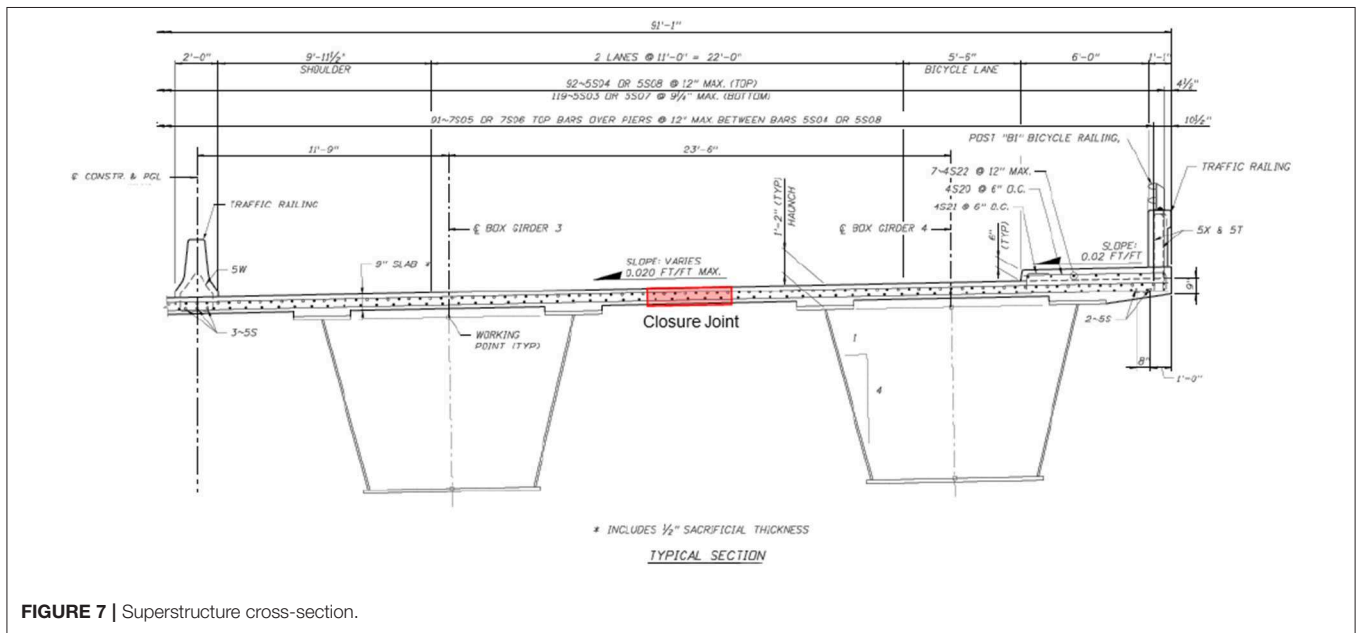 91'-1"
2'-0"
9'-11½"
SHOULDER
2 LANES @ 11'-0" = 22'-0"
5'-6"
BICYCLE LANE
6'-0"
1'-1"
92~5S04 OR 5S08 @ 12" MAX. (TOP)
4½"
119~5S03 OR 5S07 @ 9¼" MAX. (BOTTOM)
91~7S05 OR 7S06 TOP BARS OVER PIERS @ 12" MAX. BETWEEN BARS 5S04 OR 5S08
10½"
POST "B1" BICYCLE RAILING,
11'-9"
23'-6"
℄ CONSTR. & PGL
TRAFFIC RAILING
7~4S22 @ 12" MAX.
4S20 @ 6" O.C.
4S21 @ 6" O.C.
TRAFFIC RAILING
℄ BOX GIRDER 3
1'-2" (TYP)
HAUNCH
℄ BOX GIRDER 4
6"
(TYP)
5X & 5T
SLOPE:
0.02 FT/FT
5W
9" SLAB *
SLOPE: VARIES
0.020 FT/FT MAX.
9"
3~5S
Closure Joint
WORKING
POINT (TYP)
2~5S
1
4
8"
1'-0"
* INCLUDES ½" SACRIFICIAL THICKNESS
TYPICAL SECTION
FIGURE 7 | Superstructure cross-section.